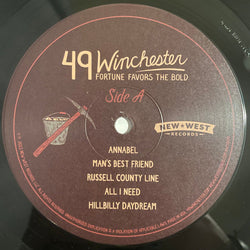 49 Winchester
FORTUNE FAVORS THE BOLD
Side A
NEW WEST
RECORDS
ANNABEL
MAN'S BEST FRIEND
RUSSELL COUNTY LINE
ALL I NEED
HILLBILLY DAYDREAM